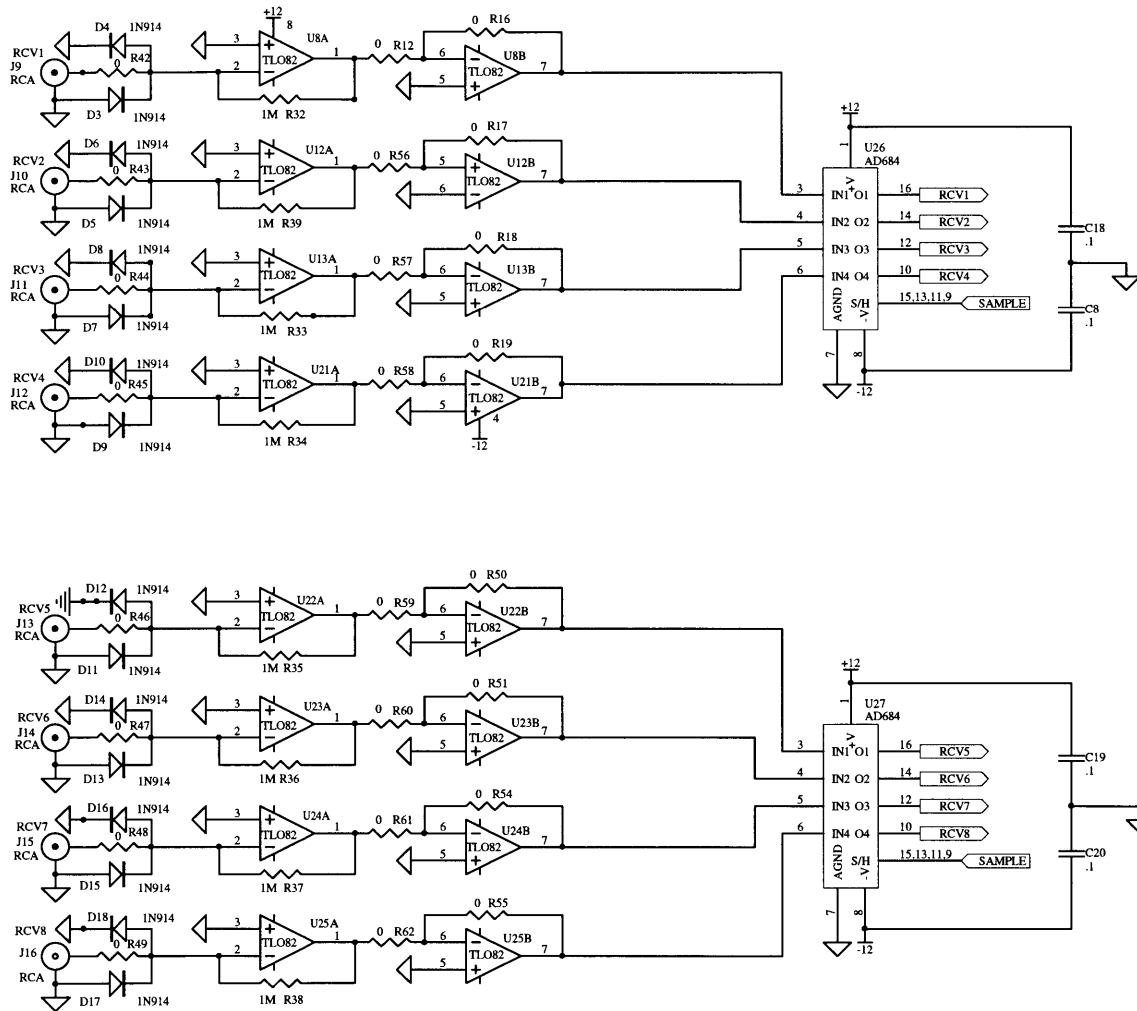 D4 1N914
RCV1 0 R42
J9
RCA
D3 1N914
+12
8
3 U8A
+ 1
TLO82
2 −
1M R32
0 R12
0 R16
6 − U8B
TLO82 7
5 +
D6 1N914
RCV2 0 R43
J10
RCA
D5 1N914
3 U12A
+ 1
TLO82
2 −
1M R39
0 R56
0 R17
5 + U12B
TLO82 7
6 −
D8 1N914
RCV3 0 R44
J11
RCA
D7 1N914
3 U13A
+ 1
TLO82
2 −
1M R33
0 R57
0 R18
6 − U13B
TLO82 7
5 +
D10 1N914
RCV4 0 R45
J12
RCA
D9 1N914
3 U21A
+ 1
TLO82
2 −
1M R34
0 R58
0 R19
6 − U21B
TLO82 7
5 +
4
-12
+12
1 U26
AD684
+V
3 IN1 O1 16 RCV1
4 IN2 O2 14 RCV2
5 IN3 O3 12 RCV3
6 IN4 O4 10 RCV4
S/H 15,13,11,9 SAMPLE
AGND -V
7 8
-12
C18
.1
C8
.1
D12 1N914
RCV5 0 R46
J13
RCA
D11 1N914
3 U22A
+ 1
TLO82
2 −
1M R35
0 R59
0 R50
6 − U22B
TLO82 7
5 +
D14 1N914
RCV6 0 R47
J14
RCA
D13 1N914
3 U23A
+ 1
TLO82
2 −
1M R36
0 R60
0 R51
6 − U23B
TLO82 7
5 +
D16 1N914
RCV7 0 R48
J15
RCA
D15 1N914
3 U24A
+ 1
TLO82
2 −
1M R37
0 R61
0 R54
6 − U24B
TLO82 7
5 +
D18 1N914
RCV8 0 R49
J16
RCA
D17 1N914
3 U25A
+ 1
TLO82
2 −
1M R38
0 R62
0 R55
6 − U25B
TLO82 7
5 +
+12
1 U27
AD684
+V
3 IN1 O1 16 RCV5
4 IN2 O2 14 RCV6
5 IN3 O3 12 RCV7
6 IN4 O4 10 RCV8
S/H 15,13,11,9 SAMPLE
AGND -V
7 8
-12
C19
.1
C20
.1